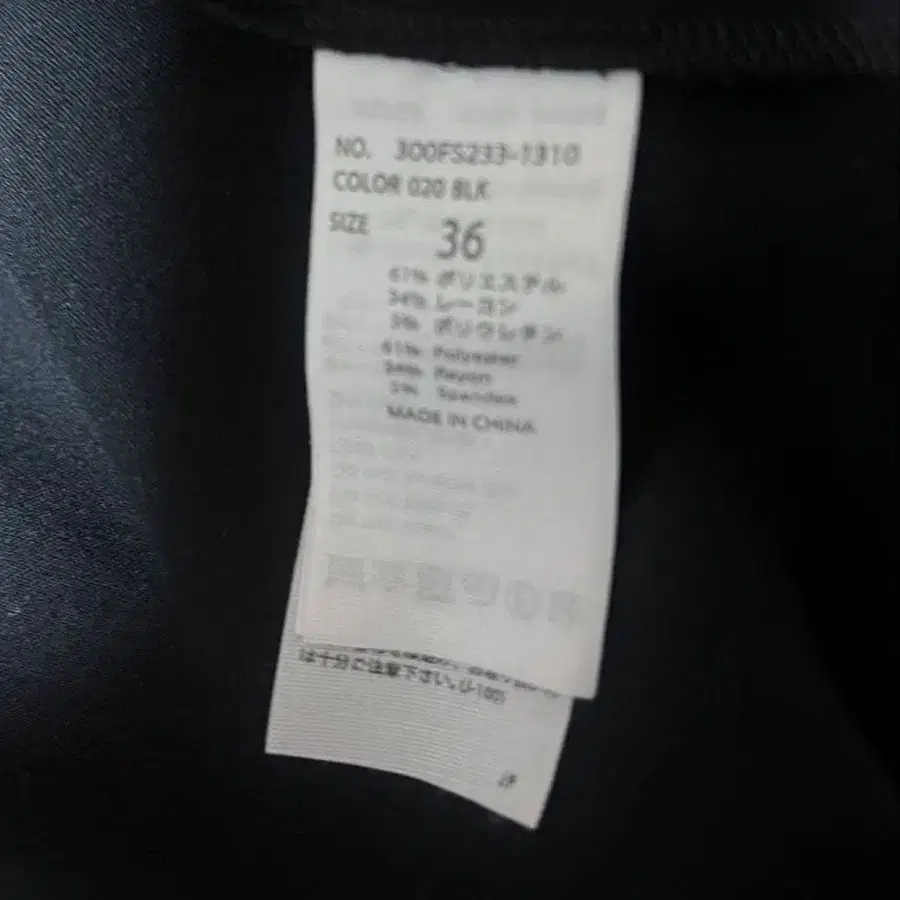 NO. 300FS233-1310
COLOR 020 BLK
SIZE 36
61% ポリエステル
34% レーヨン
5% ポリウレタン
61% Polyester
34% Rayon
5% Spandex
MADE IN CHINA
は十分ご注意下さい。(J-100)